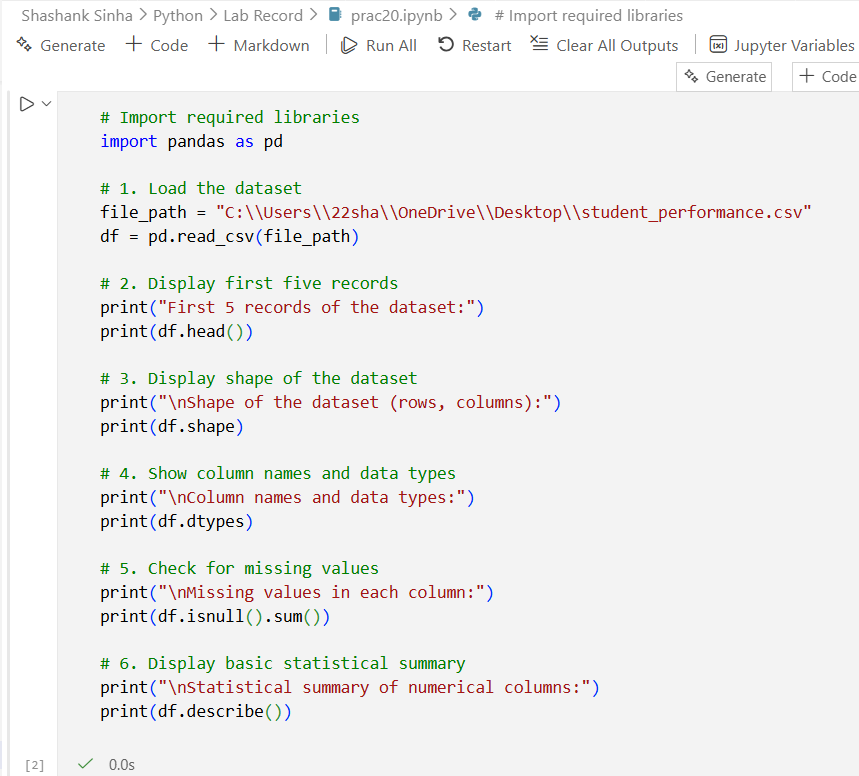 Shashank Sinha > Python > Lab Record > prac20.ipynb > # Import required libraries
Generate + Code + Markdown | Run All Restart Clear All Outputs | Jupyter Variables
Generate + Code
# Import required libraries
import pandas as pd
# 1. Load the dataset
file_path = "C:\\Users\\22sha\\OneDrive\\Desktop\\student_performance.csv"
df = pd.read_csv(file_path)
# 2. Display first five records
print("First 5 records of the dataset:")
print(df.head())
# 3. Display shape of the dataset
print("\nShape of the dataset (rows, columns):")
print(df.shape)
# 4. Show column names and data types
print("\nColumn names and data types:")
print(df.dtypes)
# 5. Check for missing values
print("\nMissing values in each column:")
print(df.isnull().sum())
# 6. Display basic statistical summary
print("\nStatistical summary of numerical columns:")
print(df.describe())
[2] ✓ 0.0s